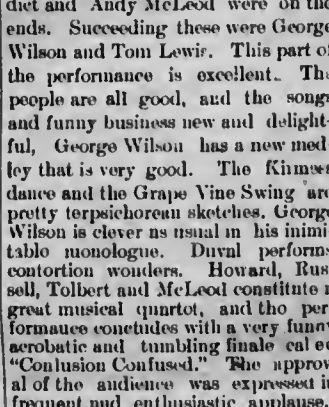 dict and Andy McLeod were on the
ends. Succeeding these were George
Wilson and Tom Lewis. This part of
the performance is excellent. The
people are all good, and the songs
and funny business new and delight-
ful, George Wilson has a new med
ley that is very good. The
dance and the Grape Vine Swing are
pretty terpsichorean sketches. George
Wilson is clever as usual in his inimi
table monologue. Duval performs
contortion wonders. Howard, Rus
sell, Tolbert and McLeod constitute a
great musical quartot, and tho per
formance concludes with a very funny
acrobatic and tumbling finale cal ed
"Conlusion Confused." The approv
al of the audience was expressed in
frequent and enthusiastic applause.